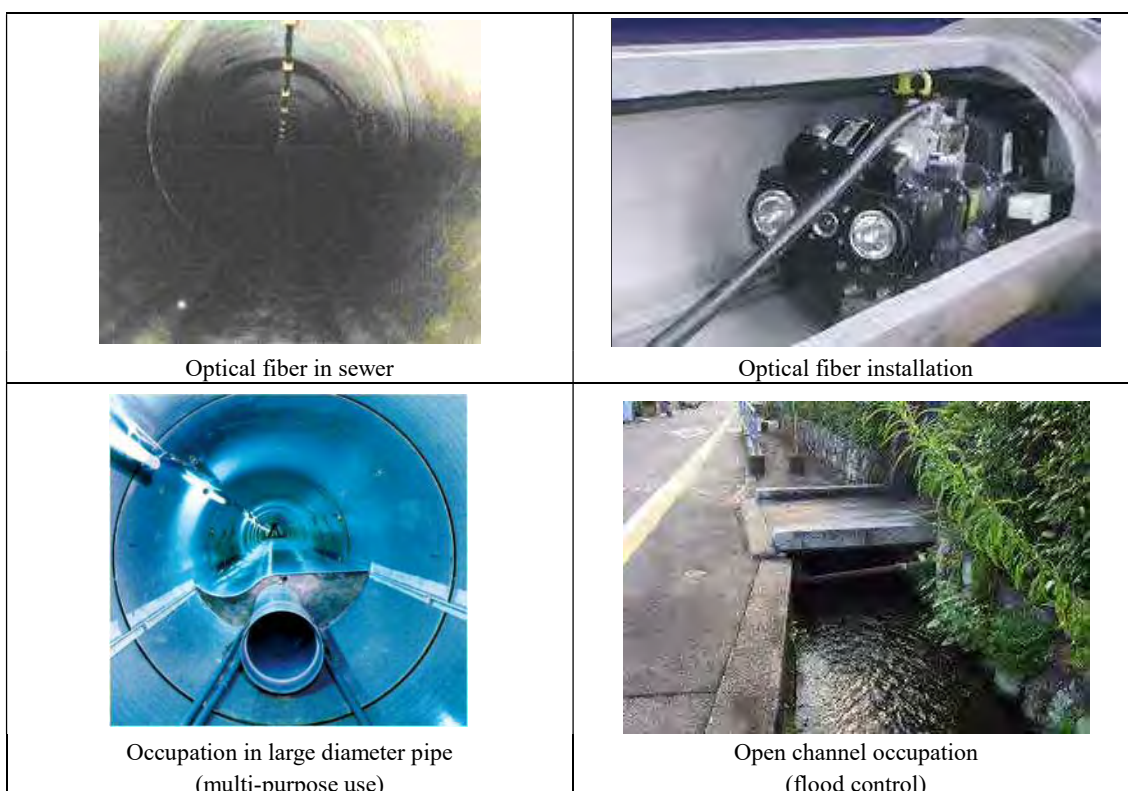 Optical fiber in sewer
Optical fiber installation
Occupation in large diameter pipe
(multi-purpose use)
Open channel occupation
(flood control)